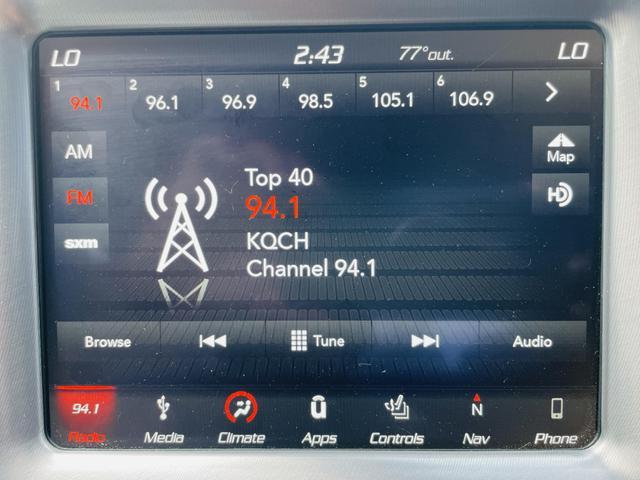 LO 2:43 77°out. LO
1 94.1 2 96.1 3 96.9 4 98.5 5 105.1 6 106.9
AM
FM
sxm
Map
HD
Top 40
94.1
KQCH
Channel 94.1
Browse Tune Audio
94.1 N
Radio Media Climate Apps Controls Nav Phone